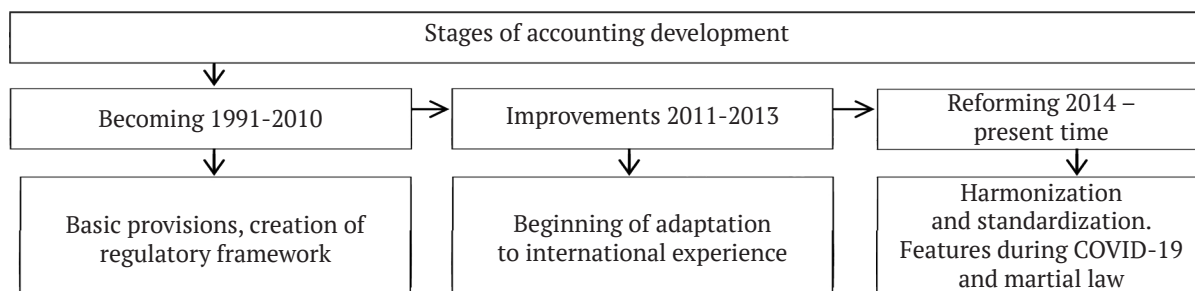 Stages of accounting development
Becoming 1991-2010
Improvements 2011-2013
Reforming 2014 –
present time
Basic provisions, creation of
regulatory framework
Beginning of adaptation
to international experience
Harmonization
and standardization.
Features during COVID-19
and martial law